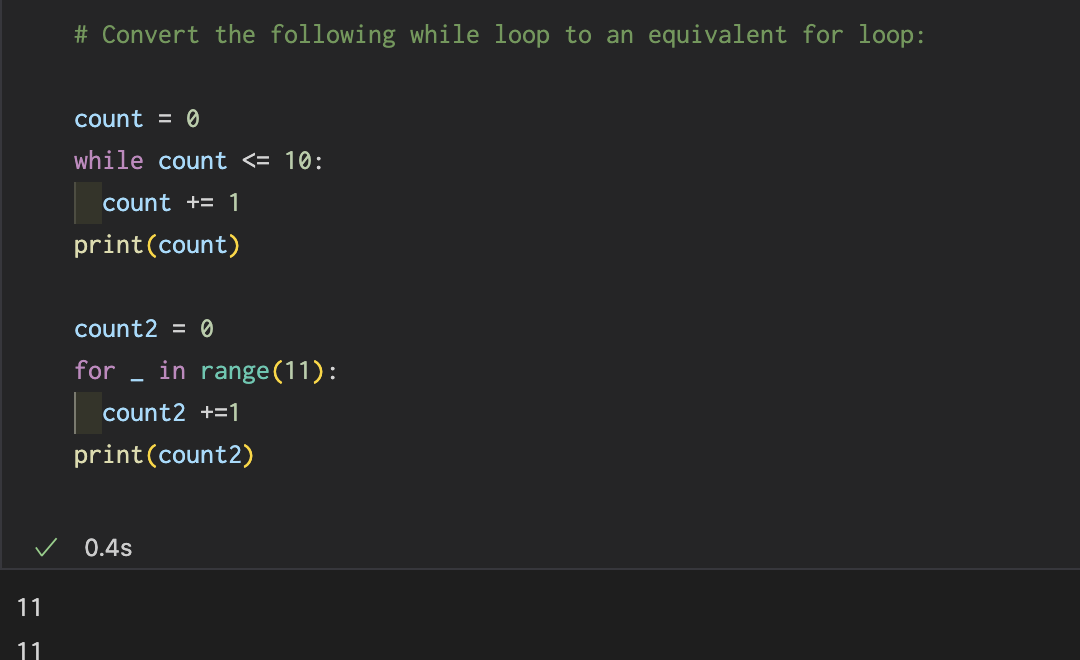 # Convert the following while loop to an equivalent for loop:
count = 0
while count <= 10:
count += 1
print(count)
count2 = 0
for _ in range(11):
count2 +=1
print(count2)
✓ 0.4s
11
11